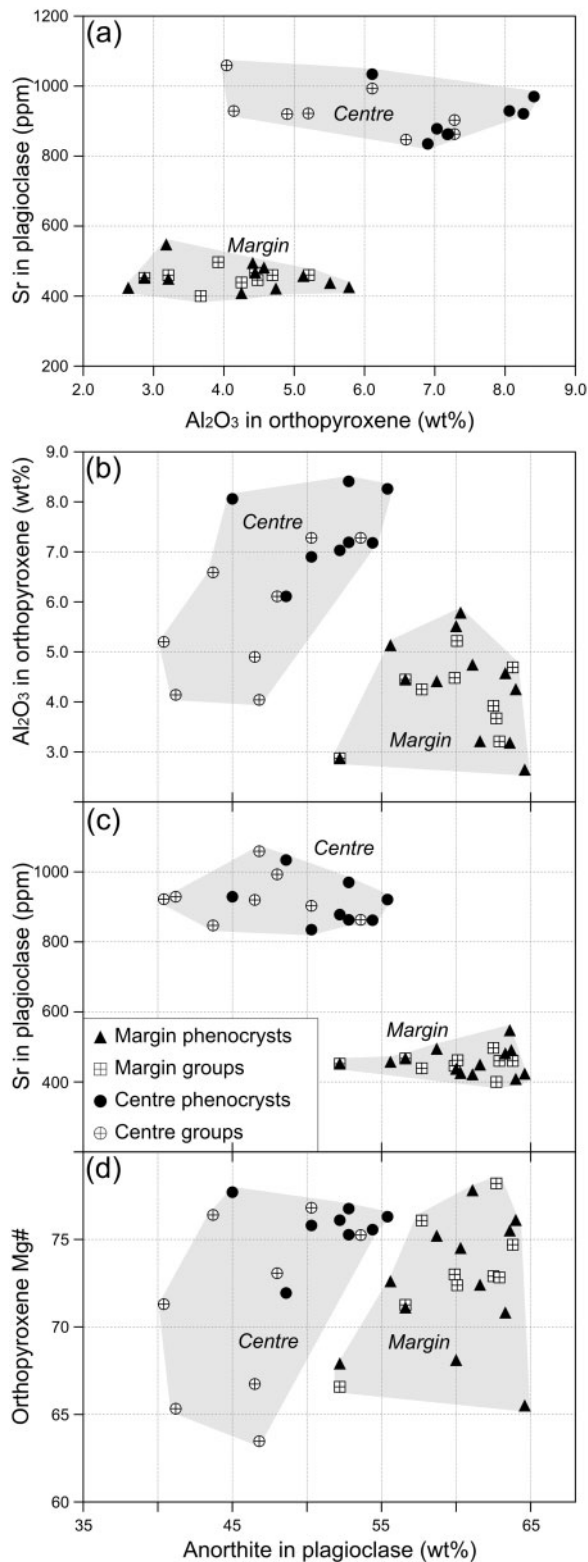 (a)
1200
1000
800
600
400
200
Sr in plagioclase (ppm)
Centre
Margin
2.0 3.0 4.0 5.0 6.0 7.0 8.0 9.0
Al₂O₃ in orthopyroxene (wt%)
(b)
9.0
8.0
7.0
6.0
5.0
4.0
3.0
Al₂O₃ in orthopyroxene (wt%)
Centre
Margin
(c)
1000
800
600
400
Sr in plagioclase (ppm)
Centre
Margin
Margin phenocrysts
Margin groups
Centre phenocrysts
Centre groups
(d)
75
70
65
60
Orthopyroxene Mg#
Centre
Margin
35 45 55 65
Anorthite in plagioclase (wt%)